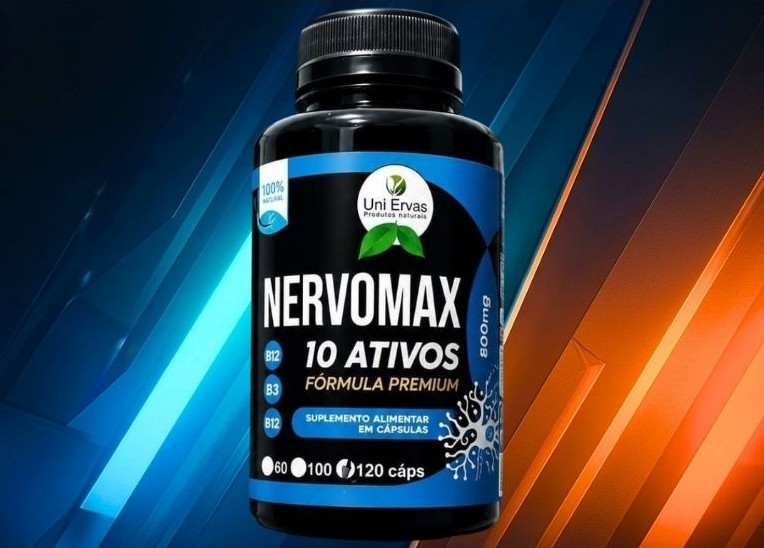 100%
NATURAL
Uni Ervas
Produtos naturais
NERVOMAX
800mg
B12
10 ATIVOS
B3
FÓRMULA PREMIUM
B12
SUPLEMENTO ALIMENTAR
EM CÁPSULAS
60 100 120 cáps